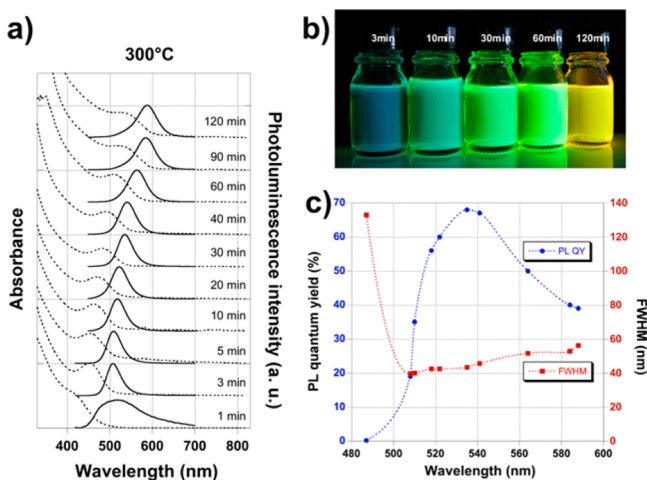 a)
300°C
120 min
90 min
60 min
40 min
30 min
20 min
10 min
5 min
3 min
1 min
Absorbance
Photoluminescence intensity (a. u.)
400 500 600 700 800
Wavelength (nm)
b)
3min 10min 30min 60min 120min
c)
70
60
50
40
30
20
10
0
PL quantum yield (%)
140
120
100
80
60
40
20
0
FWHM (nm)
PL QY
FWHM
480 500 520 540 560 580 600
Wavelength (nm)